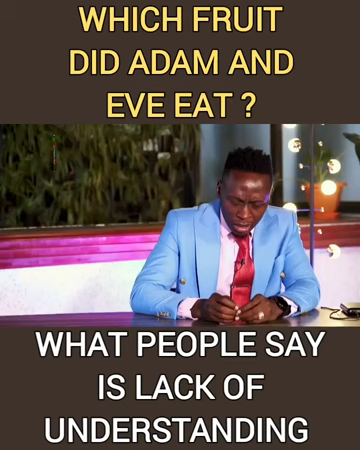 WHICH FRUIT
DID ADAM AND
EVE EAT ?
WHAT PEOPLE SAY
IS LACK OF
UNDERSTANDING